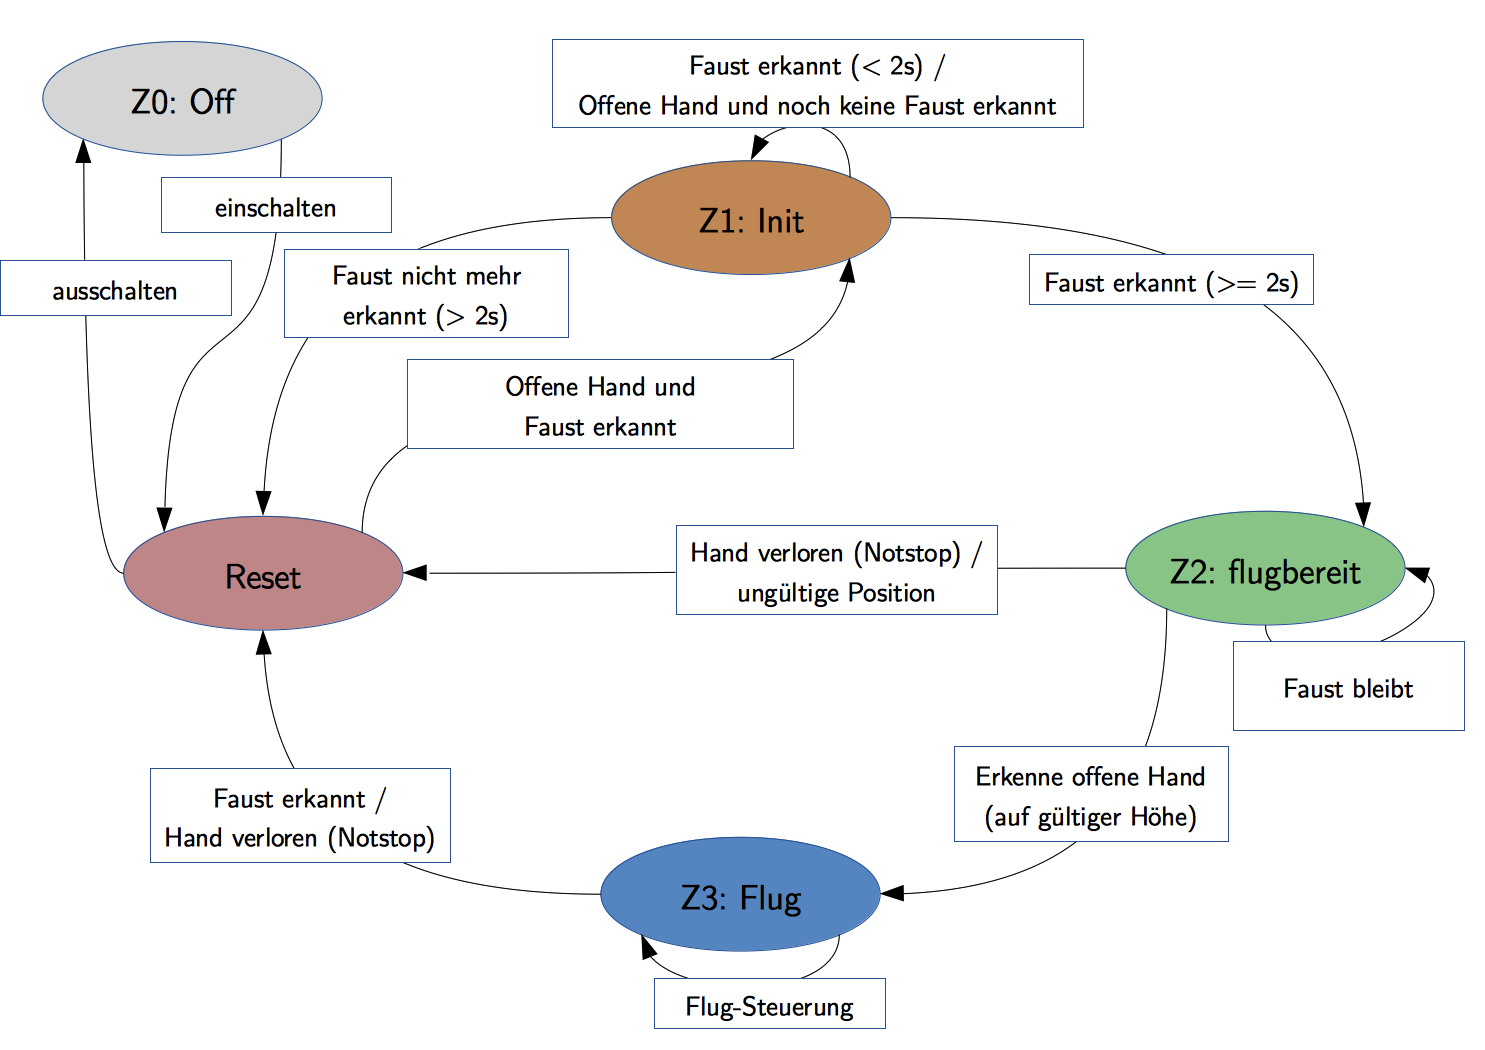 Z0: Off
Faust erkannt (< 2s) /
Offene Hand und noch keine Faust erkannt
einschalten
Z1: Init
ausschalten
Faust nicht mehr
erkannt (> 2s)
Faust erkannt (>= 2s)
Offene Hand und
Faust erkannt
Reset
Hand verloren (Notstop) /
ungültige Position
Z2: flugbereit
Faust bleibt
Erkenne offene Hand
(auf gültiger Höhe)
Faust erkannt /
Hand verloren (Notstop)
Z3: Flug
Flug-Steuerung